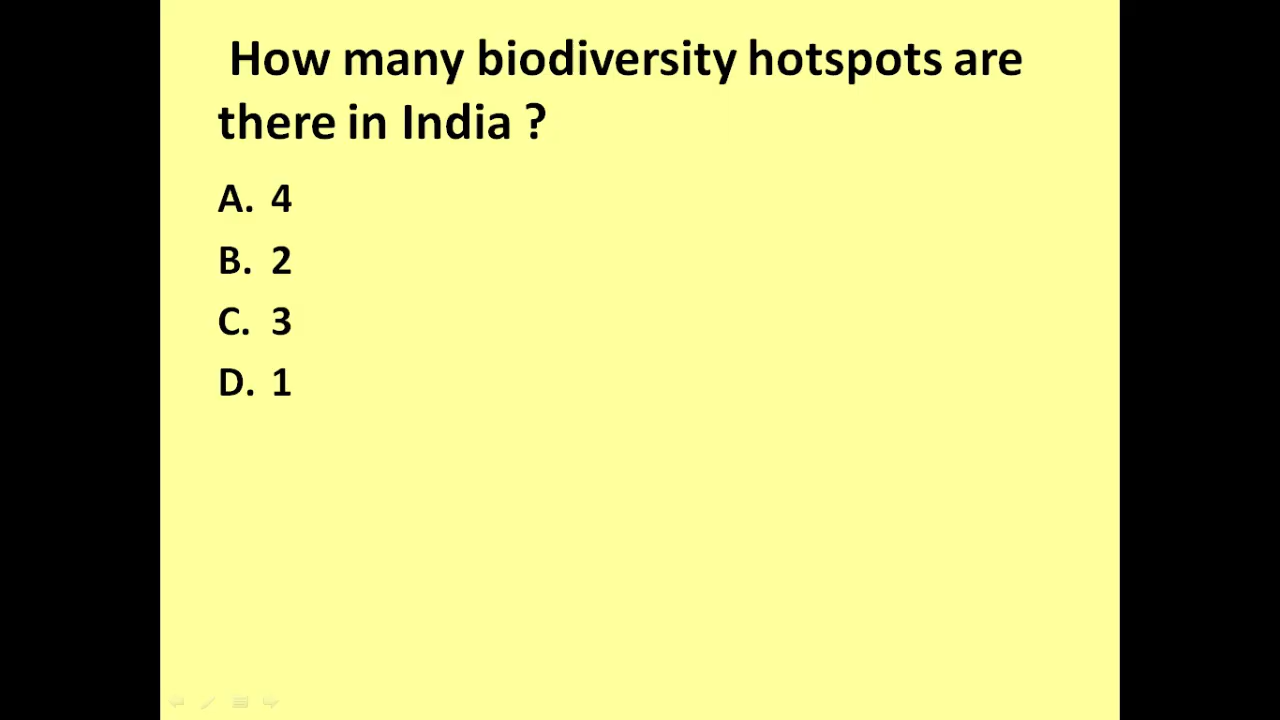 How many biodiversity hotspots are
there in India ?
A. 4
B. 2
C. 3
D. 1